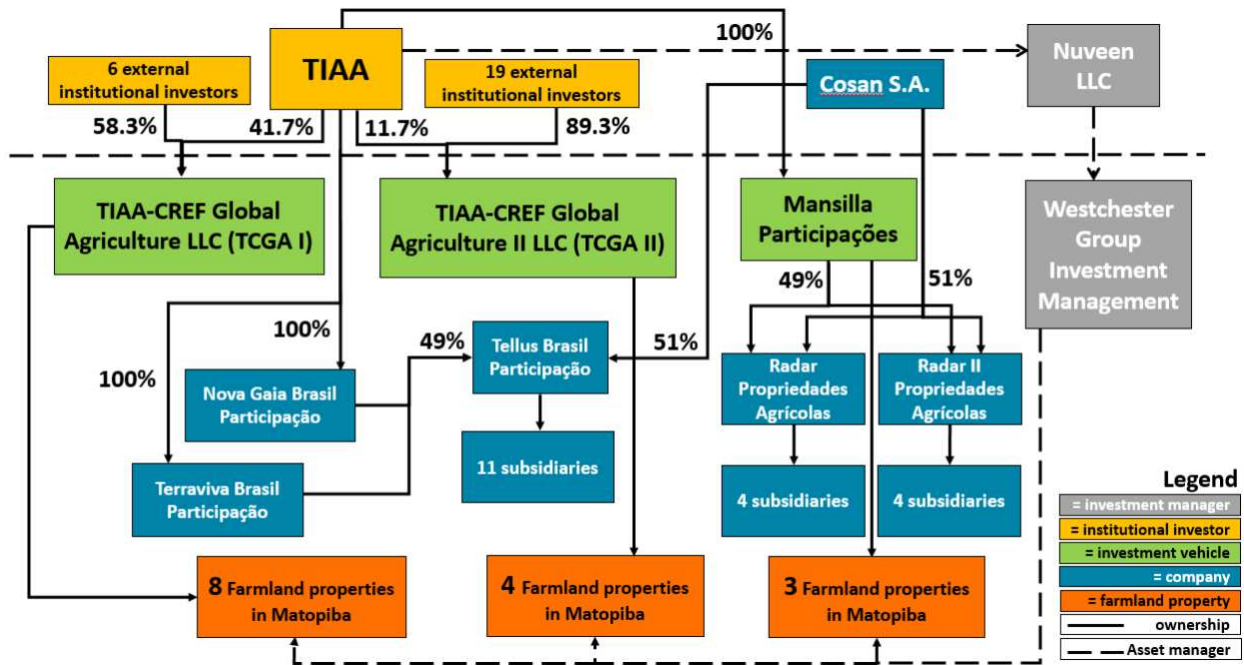 100%
TIAA
Nuveen
LLC
6 external
institutional investors
19 external
institutional investors
Cosan S.A.
58.3%
41.7%
11.7%
89.3%
TIAA-CREF Global
Agriculture LLC (TCGA I)
TIAA-CREF Global
Agriculture II LLC (TCGA II)
Mansilla
Participações
Westchester
Group
Investment
Management
49%
51%
100%
49%
Tellus Brasil
Participação
51%
Radar
Propriedades
Agrícolas
Radar II
Propriedades
Agrícolas
100%
Nova Gaia Brasil
Participação
11 subsidiaries
Terraviva Brasil
Participação
4 subsidiaries
4 subsidiaries
Legend
= investment manager
= institutional investor
= investment vehicle
= company
= farmland property
ownership
Asset manager
8 Farmland properties
in Matopiba
4 Farmland properties
in Matopiba
3 Farmland properties
in Matopiba